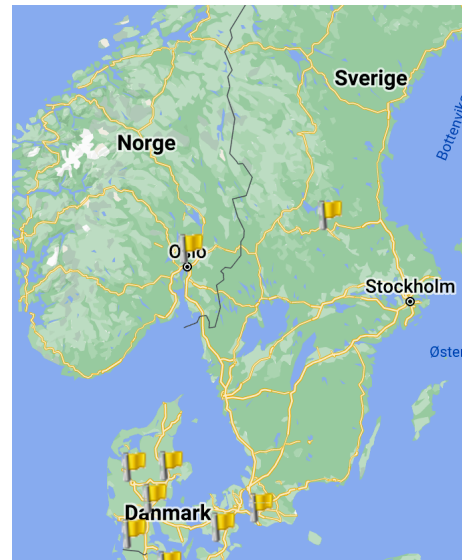 Sverige
Bottenvik
Norge
Oslo
Stockholm
Øster
Danmark